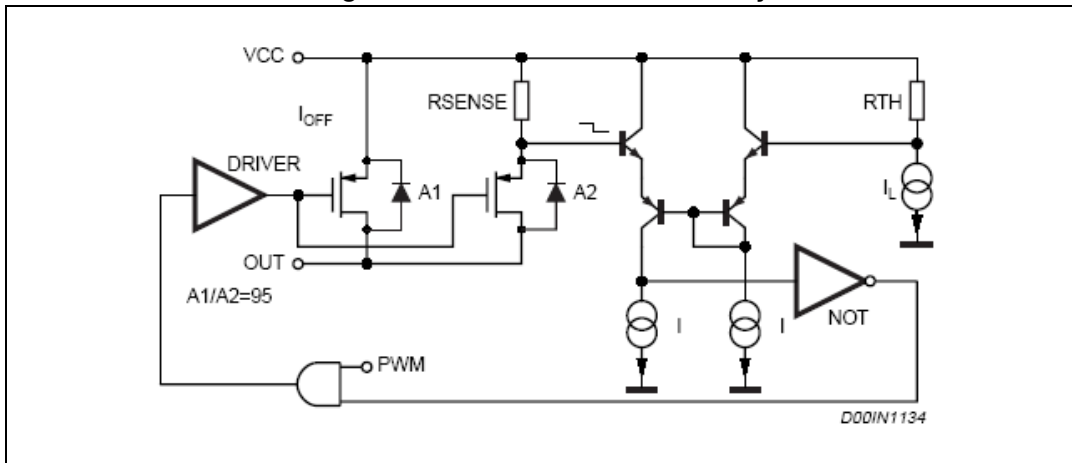 VCC
RSENSE
RTH
IOFF
DRIVER
A1
A2
IL
OUT
A1/A2=95
I
I
NOT
PWM
D00IN1134